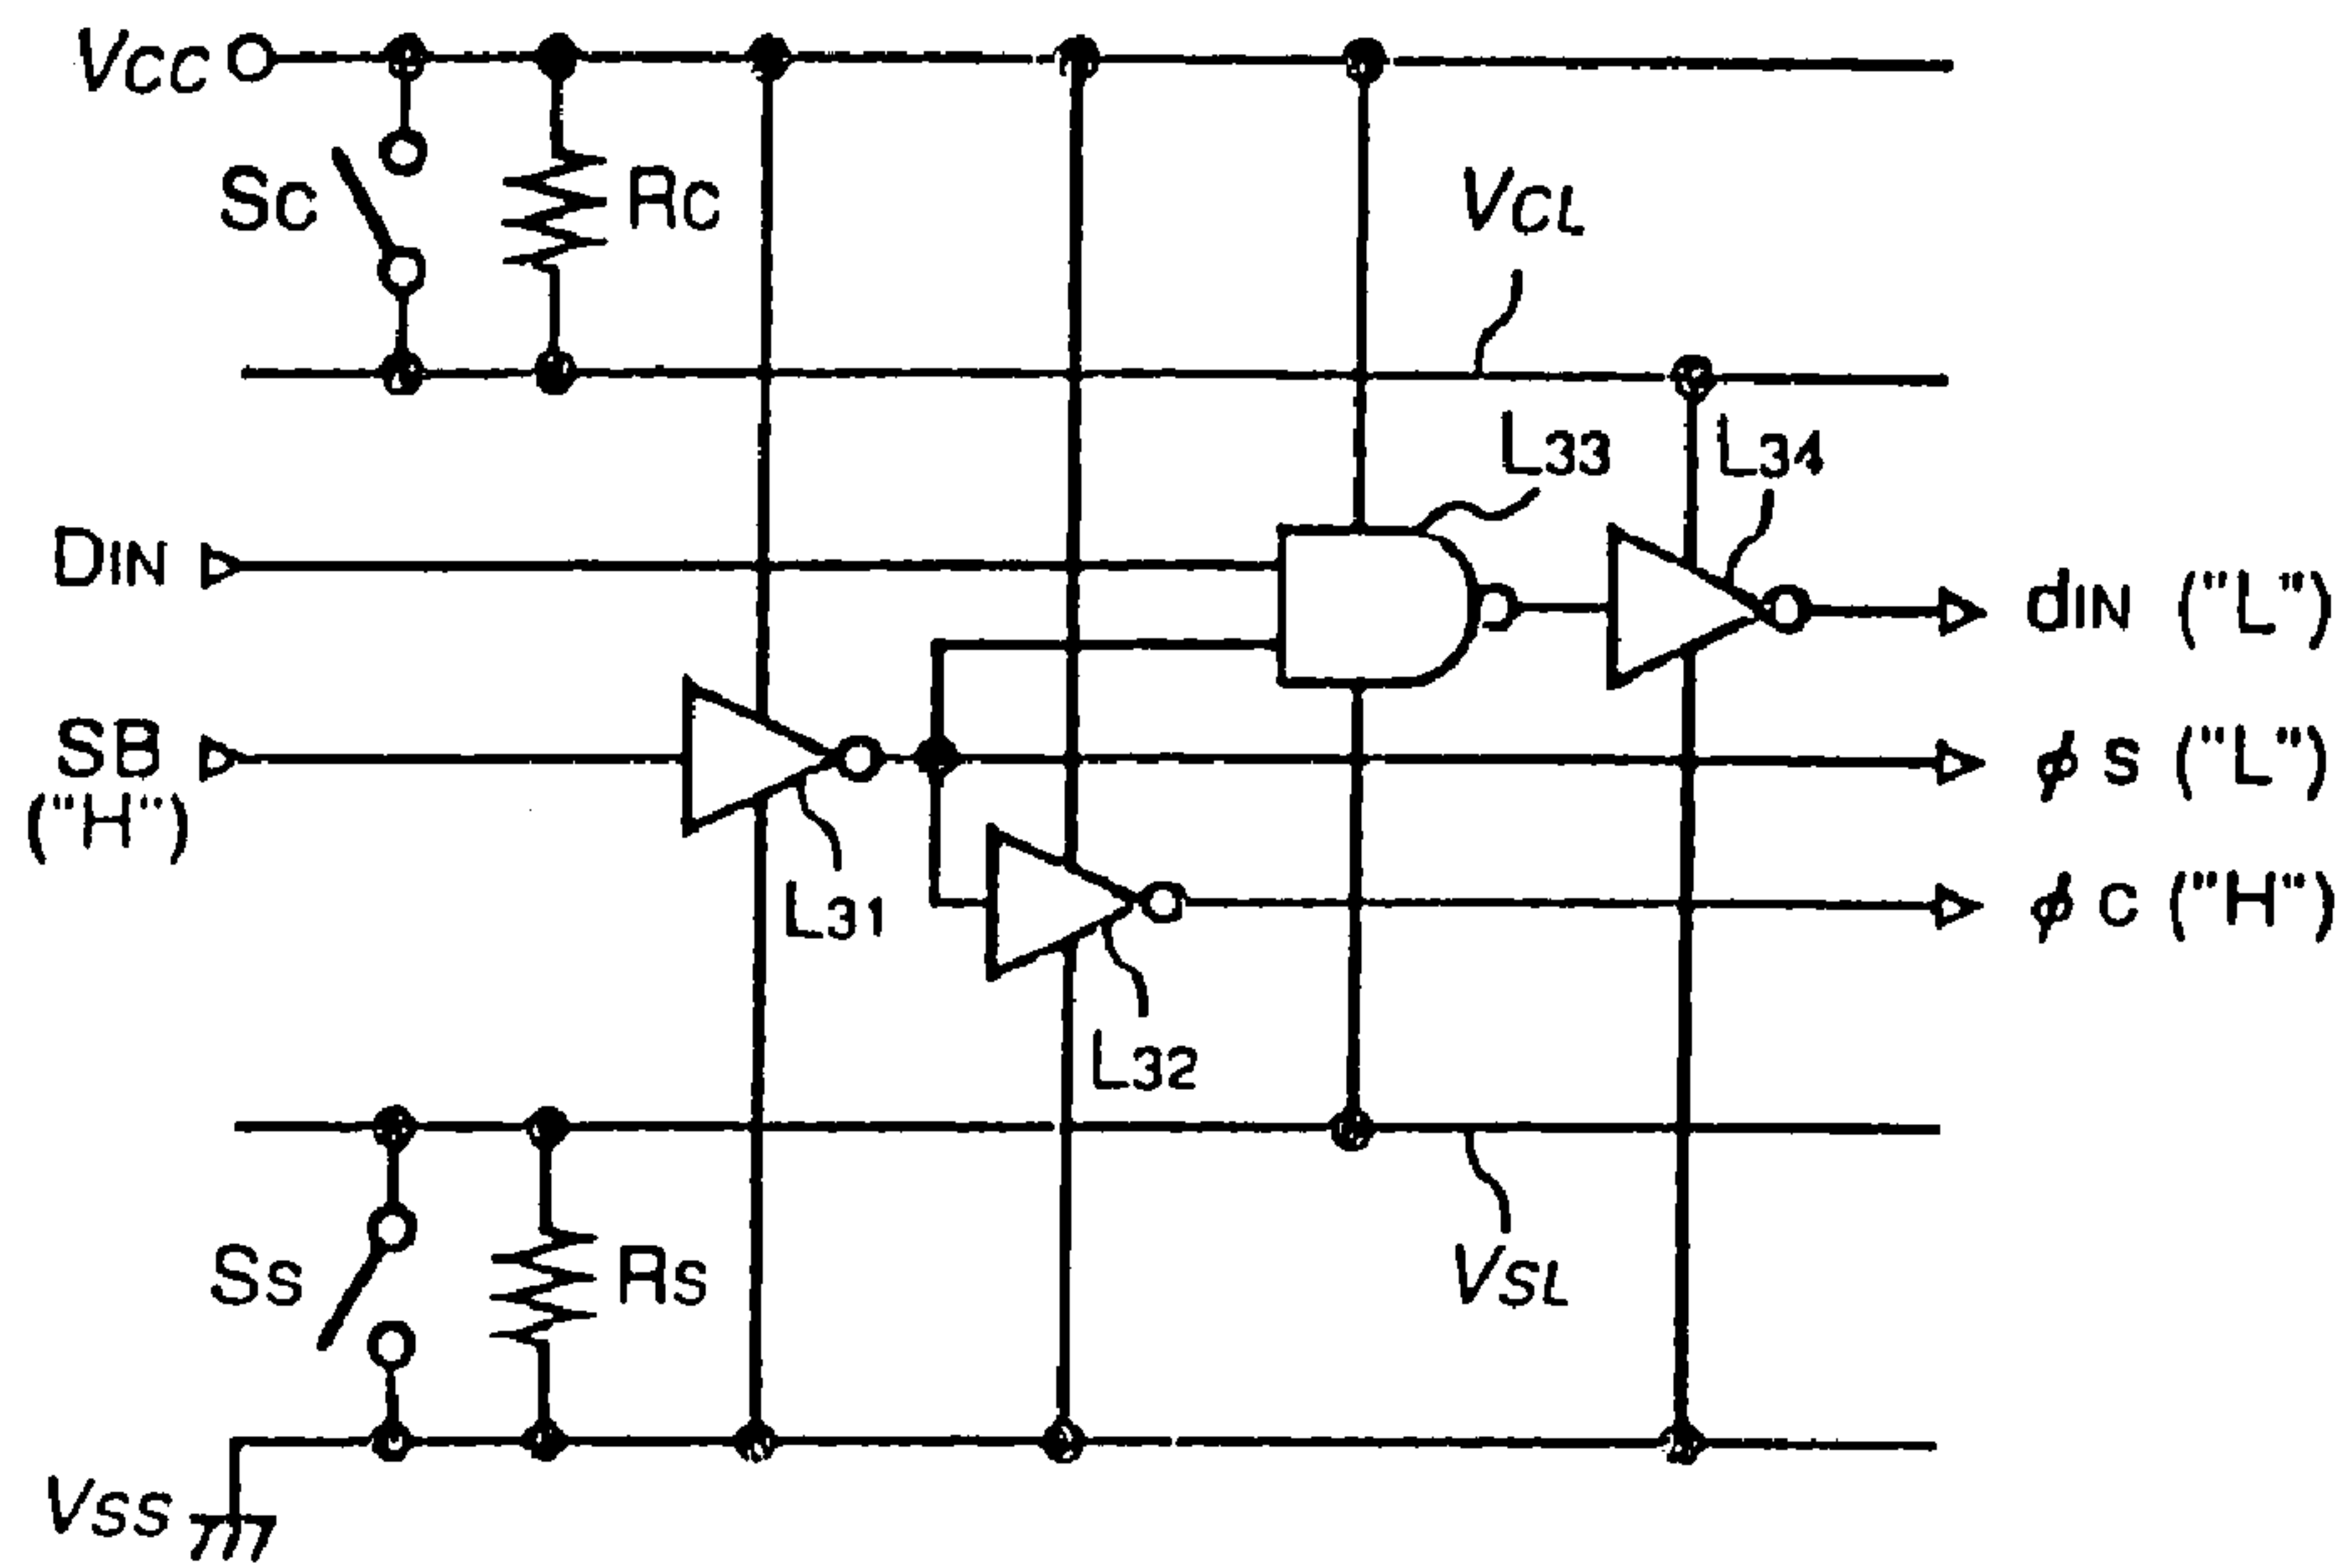 VCC
SC
RC
VCL
L33
L34
DIN
dIN ("L")
SB
("H")
ϕ S ("L")
L31
ϕ C ("H")
L32
SS
RS
VSL
VSS